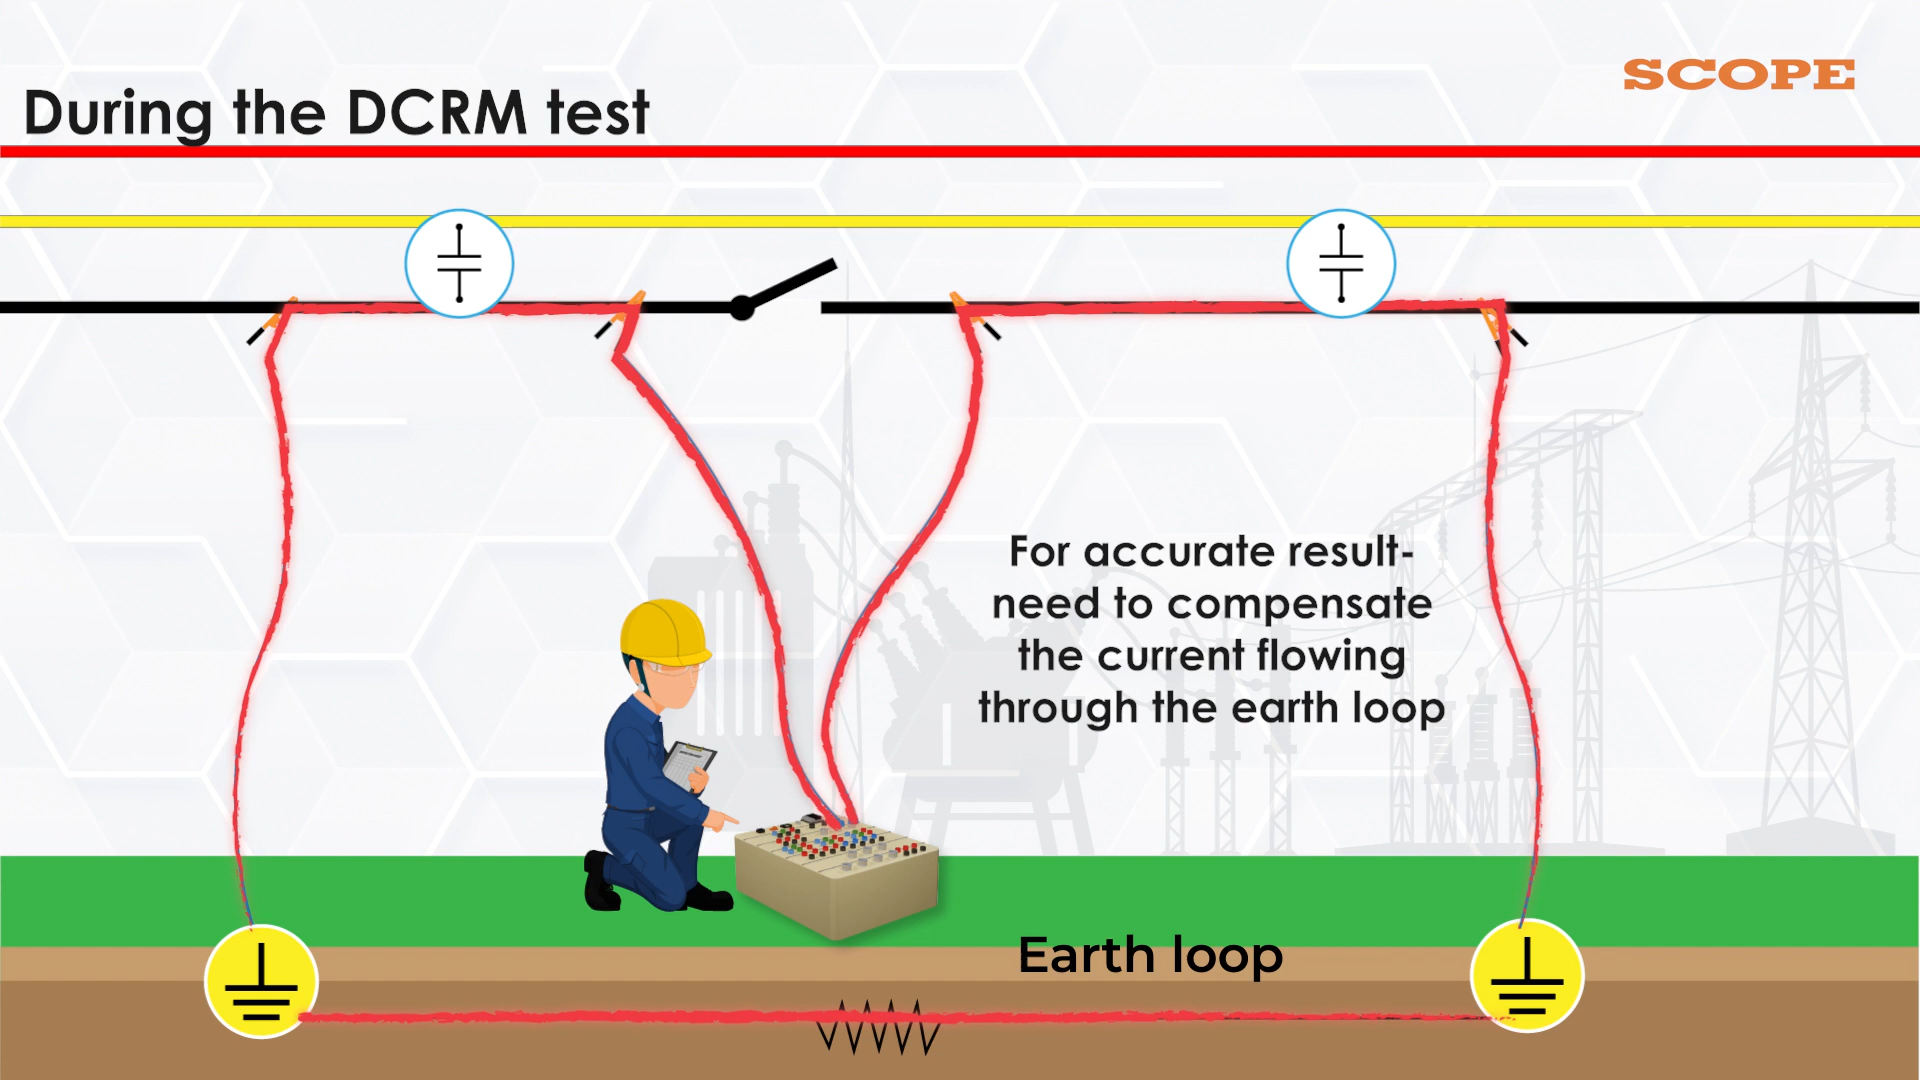 SCOPE
During the DCRM test
For accurate result-
need to compensate
the current flowing
through the earth loop
Earth loop